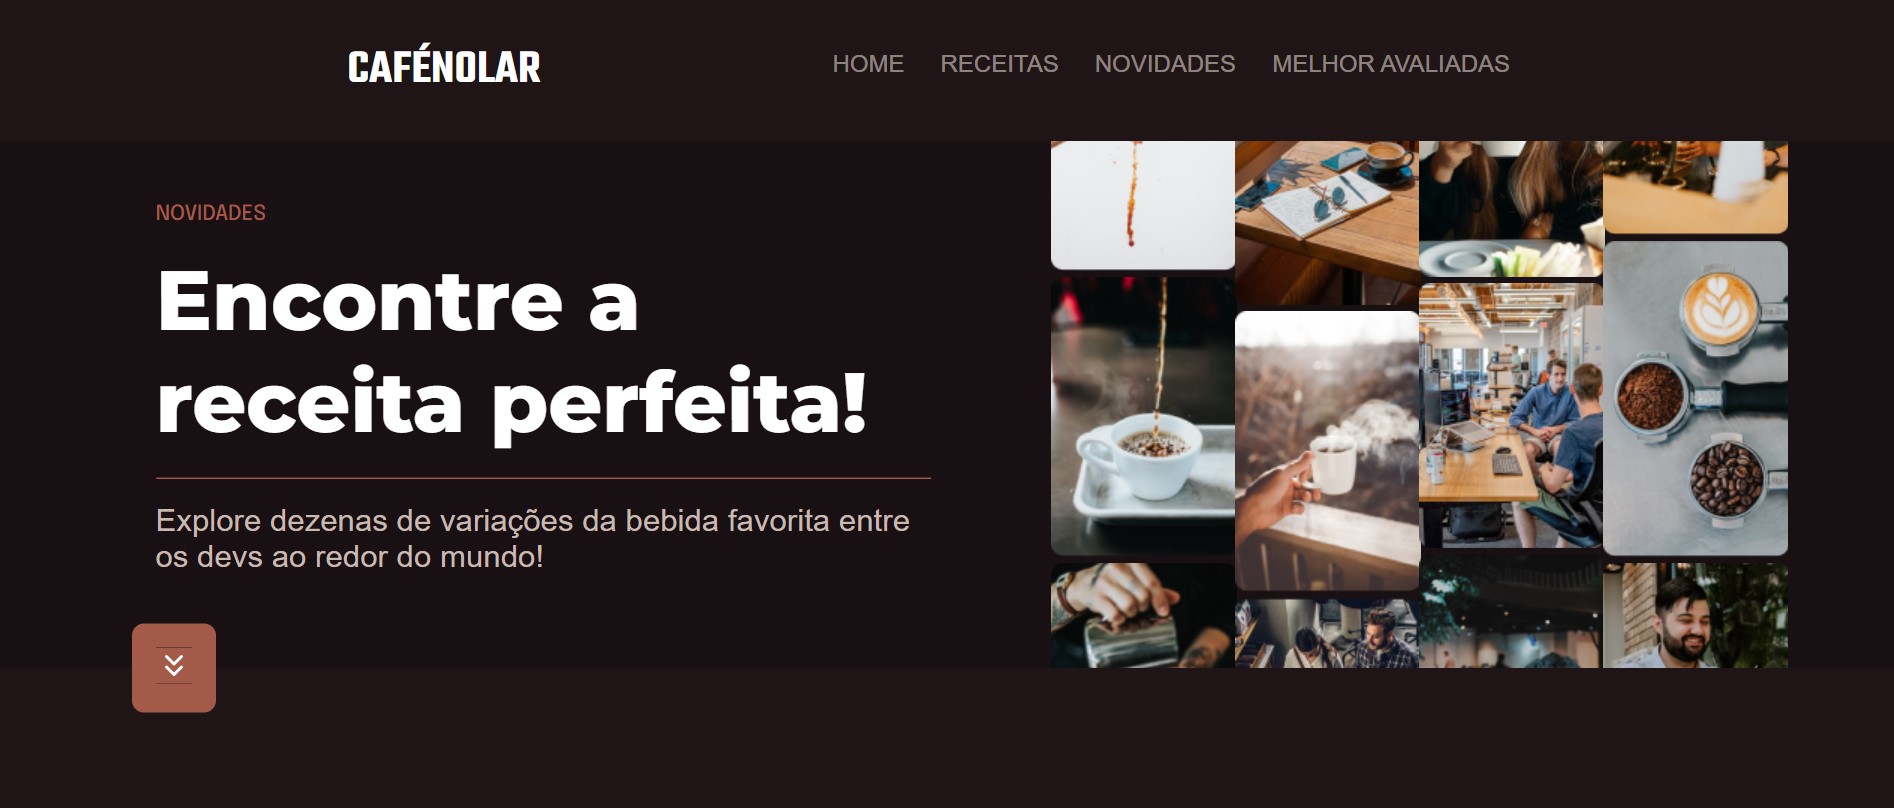 CAFÉNOLAR
HOME RECEITAS NOVIDADES MELHOR AVALIADAS
NOVIDADES
Encontre a
receita perfeita!
Explore dezenas de variações da bebida favorita entre
os devs ao redor do mundo!